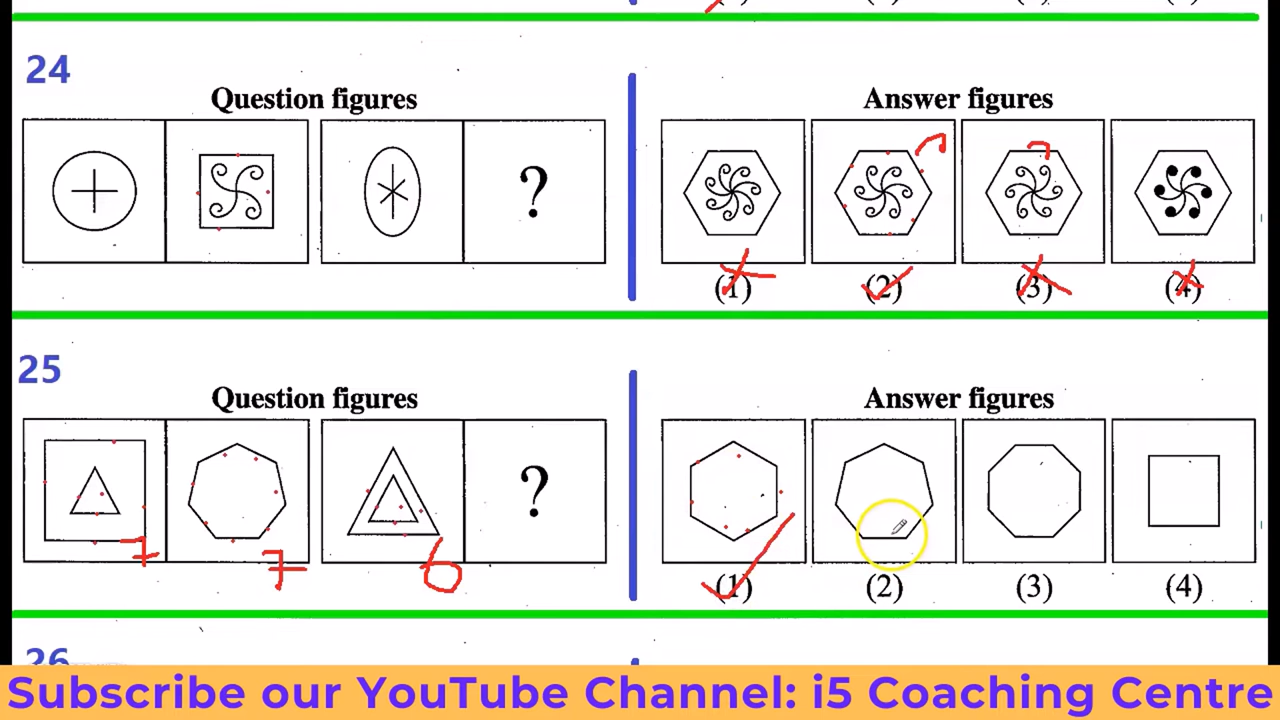 24
Question figures
Answer figures
?
(1) (2) (3) (4)
25
Question figures
Answer figures
?
7 7 6
(1) (2) (3) (4)
26
Subscribe our YouTube Channel: i5 Coaching Centre